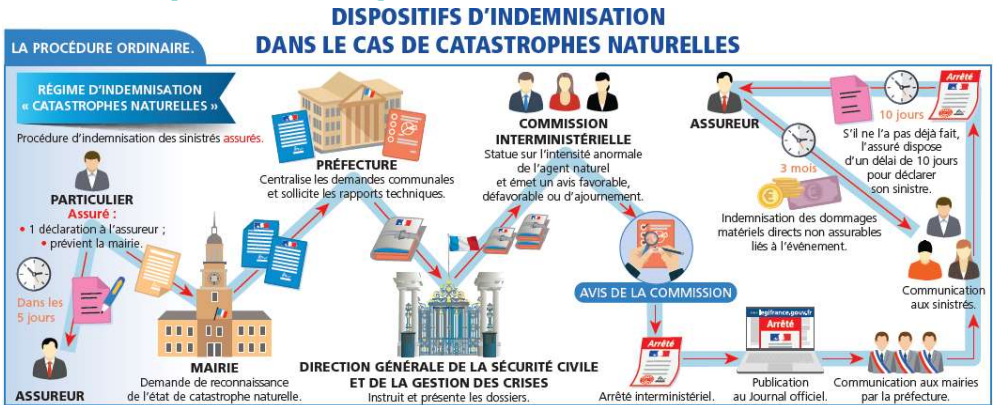 DISPOSITIFS D'INDEMNISATION
DANS LE CAS DE CATASTROPHES NATURELLES
LA PROCÉDURE ORDINAIRE.
RÉGIME D'INDEMNISATION
« CATASTROPHES NATURELLES »
Procédure d'indemnisation des sinistrés assurés.
PARTICULIER
Assuré :
• 1 déclaration à l'assureur ;
• prévient la mairie.
Dans les
5 jours
ASSUREUR
MAIRIE
Demande de reconnaissance
de l'état de catastrophe naturelle.
PRÉFECTURE
Centralise les demandes communales
et sollicite les rapports techniques.
DIRECTION GÉNÉRALE DE LA SÉCURITÉ CIVILE
ET DE LA GESTION DES CRISES
Instruit et présente les dossiers.
COMMISSION
INTERMINISTÉRIELLE
Statue sur l'intensité anormale
de l'agent naturel
et émet un avis favorable,
défavorable ou d'ajournement.
AVIS DE LA COMMISSION
Arrêté
Arrêté interministériel.
legifrance.gouv.fr
Arrêté
Publication
au Journal officiel.
Communication aux mairies
par la préfecture.
Communication
aux sinistrés.
Arrêté
10 jours
S'il ne l'a pas déjà fait,
l'assuré dispose
d'un délai de 10 jours
pour déclarer
son sinistre.
ASSUREUR
3 mois
Indemnisation des dommages
matériels directs non assurables
liés à l'événement.